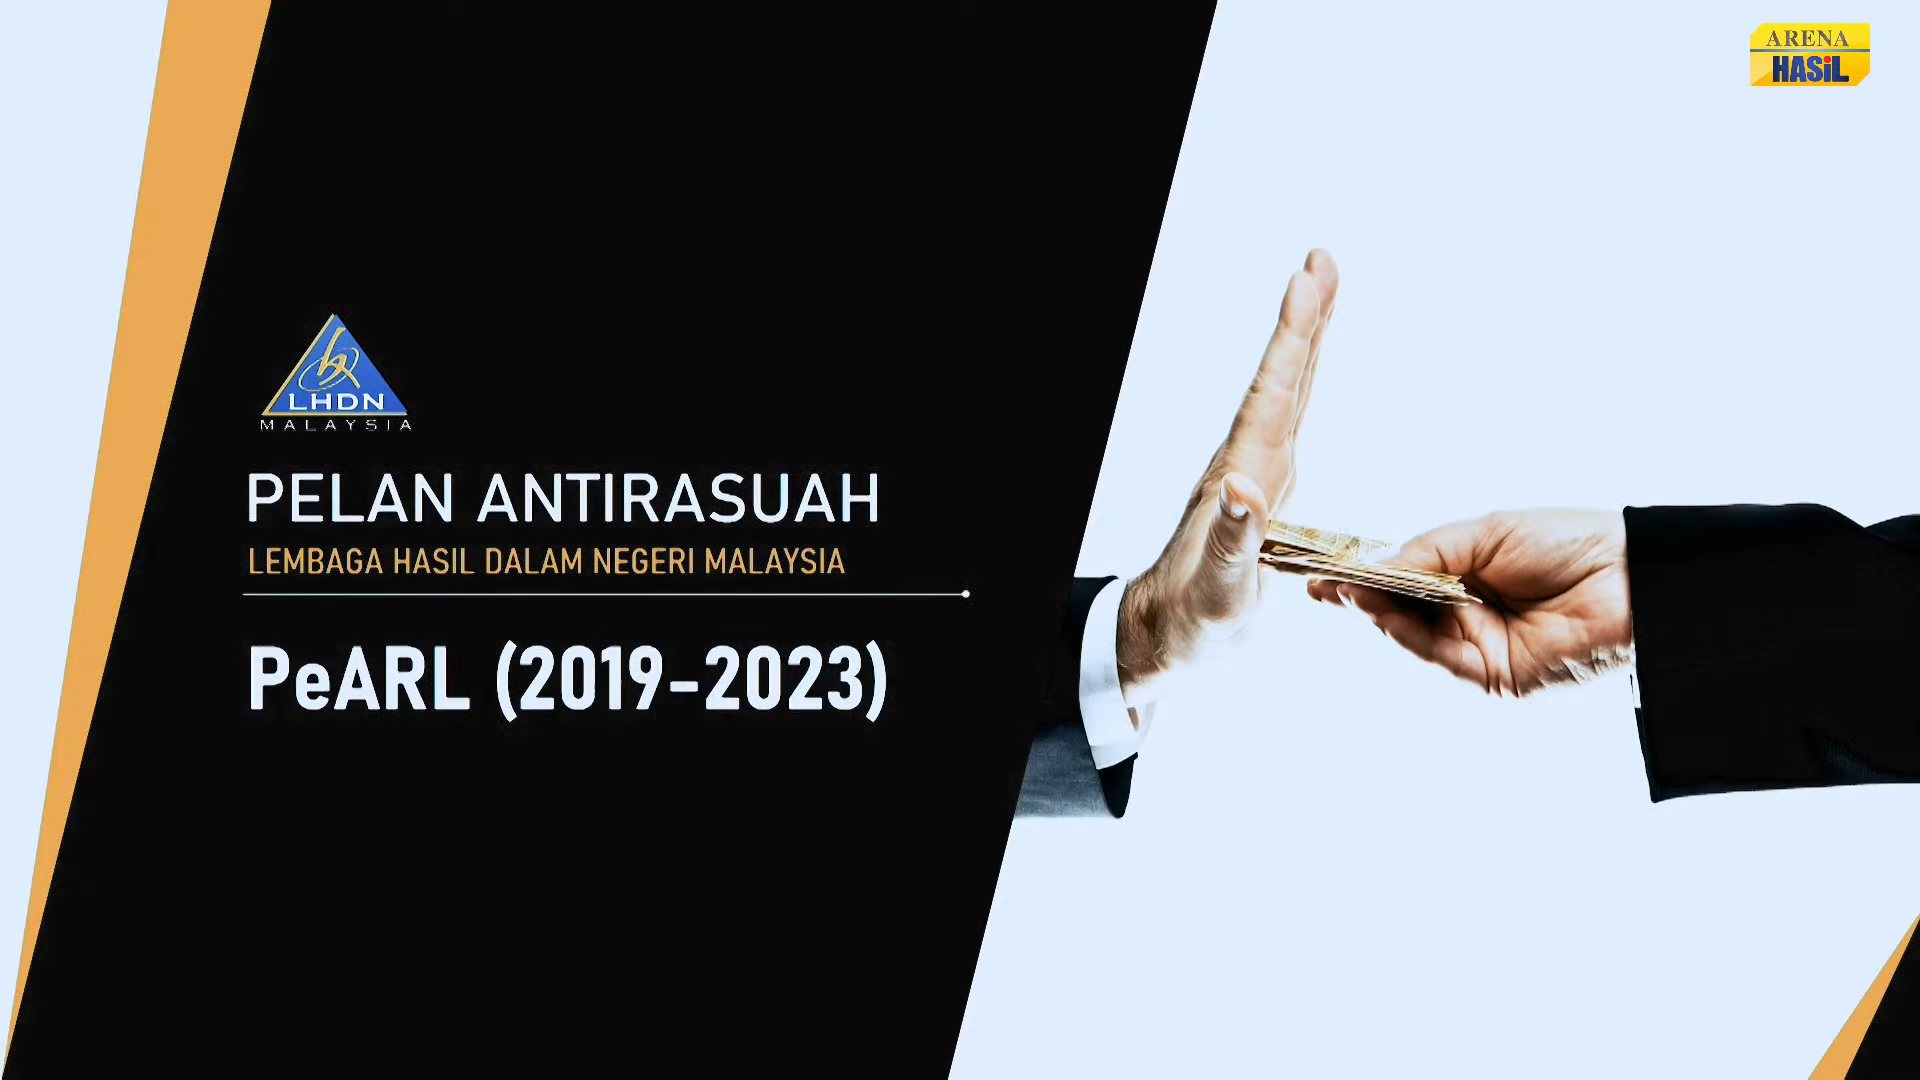 ARENA
HASiL
LHDN
MALAYSIA
PELAN ANTIRASUAH
LEMBAGA HASIL DALAM NEGERI MALAYSIA
PeARL (2019-2023)